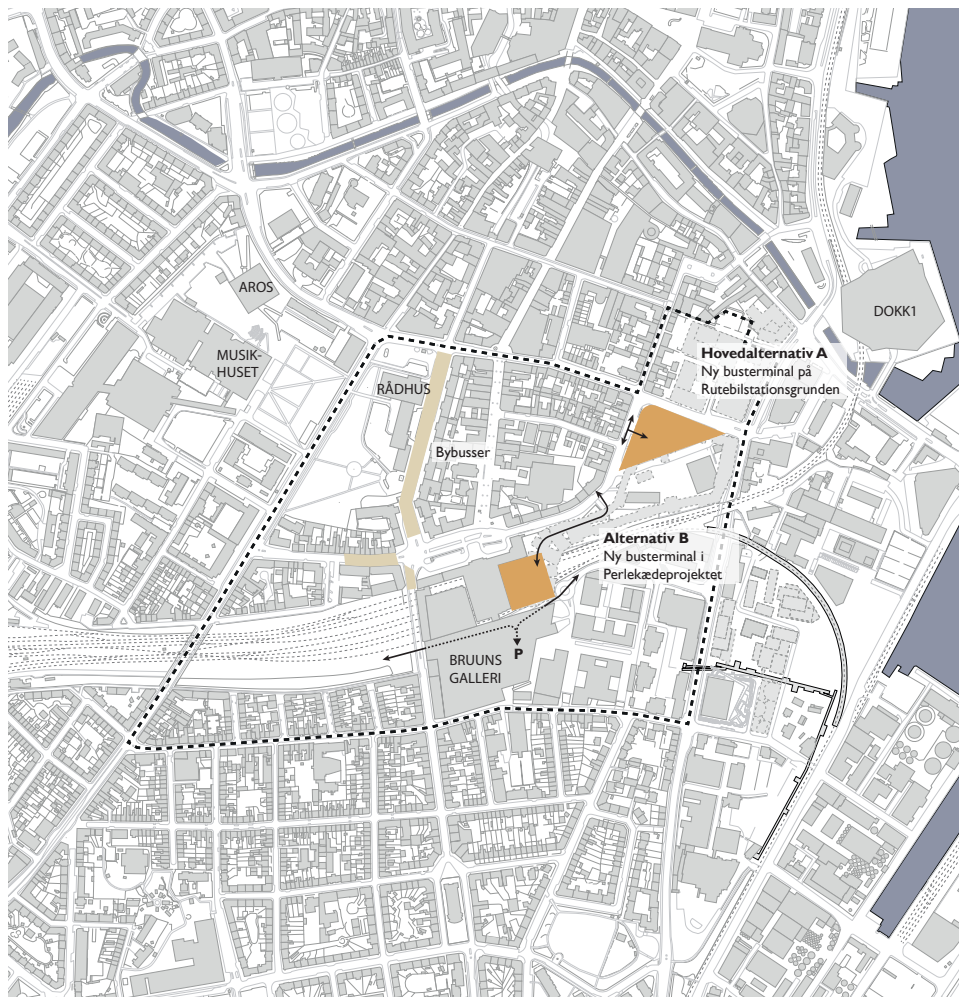 AROS
DOKK1
MUSIK-
HUSET
Hovedalternativ A
Ny busterminal på
Rutebilstationsgrunden
RÅDHUS
Bybusser
Alternativ B
Ny busterminal i
Perlekædeprojektet
P
BRUUNS
GALLERI